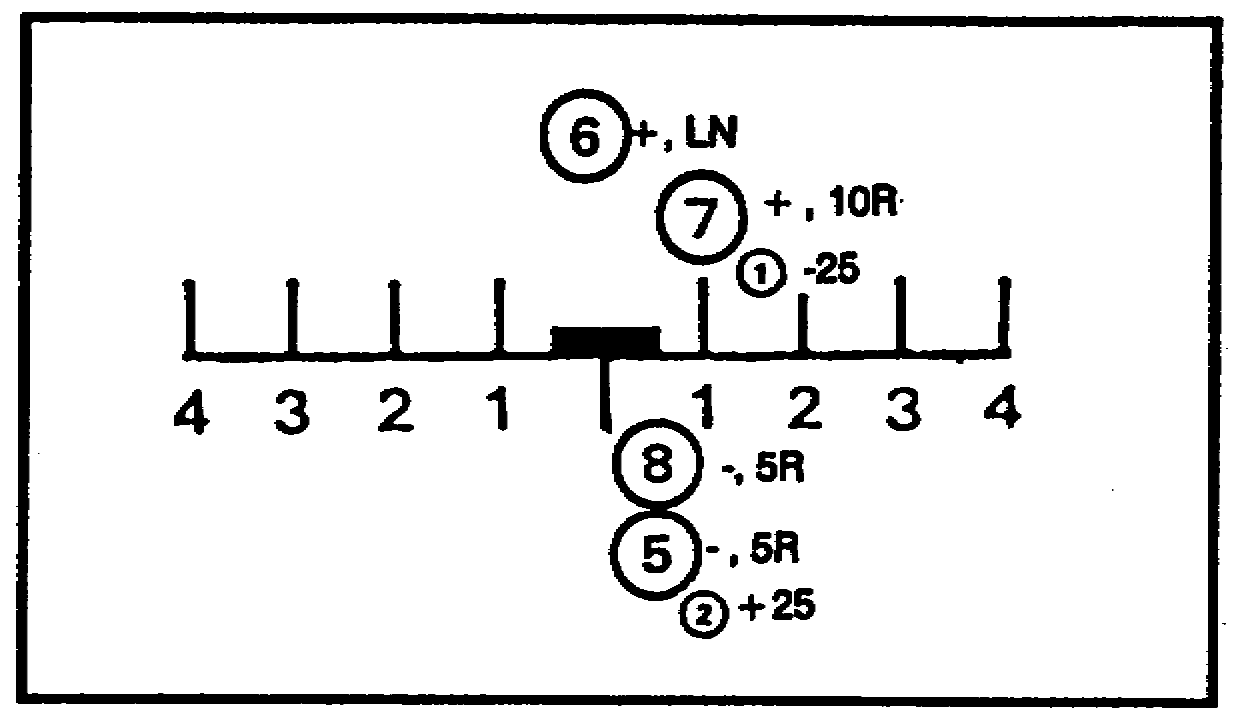 6 +, LN
7 + , 10R
1 -25
4 3 2 1 1 2 3 4
8 -, 5R
5 - , 5R
2 +25